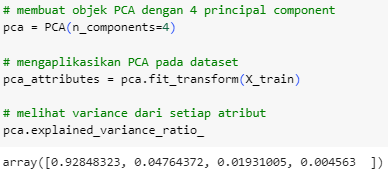 # membuat objek PCA dengan 4 principal component
pca = PCA(n_components=4)
# mengaplikasikan PCA pada dataset
pca_attributes = pca.fit_transform(X_train)
# melihat variance dari setiap atribut
pca.explained_variance_ratio_
array([0.92848323, 0.04764372, 0.01931005, 0.004563  ])